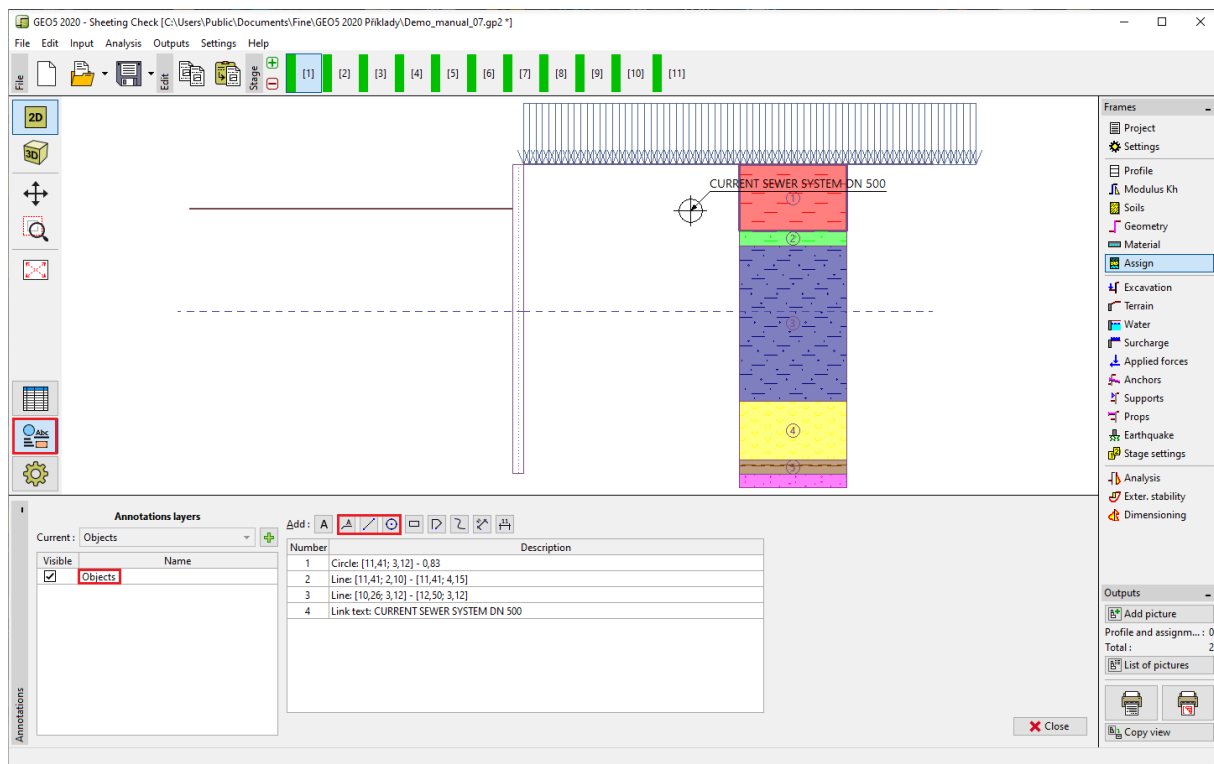 GEO5 2020 - Sheeting Check [C:\Users\Public\Documents\Fine\GEO5 2020 Příklady\Demo_manual_07.gp2 *]
File Edit Input Analysis Outputs Settings Help
File
Edit
Stage
[1] [2] [3] [4] [5] [6] [7] [8] [9] [10] [11]
2D
3D
Abc
CURRENT SEWER SYSTEM DN 500
1
2
3
4
5
Frames
Project
Settings
Profile
Modulus Kh
Soils
Geometry
Material
Assign
Excavation
Terrain
Water
Surcharge
Applied forces
Anchors
Supports
Props
Earthquake
Stage settings
Analysis
Exter. stability
Dimensioning
Outputs
Add picture
Profile and assignm... : 0
Total : 2
List of pictures
Copy view
Annotations
Annotations layers
Current : Objects
Visible Name
Objects
Add : A
Number Description
1 Circle: [11,41; 3,12] - 0,83
2 Line: [11,41; 2,10] - [11,41; 4,15]
3 Line: [10,26; 3,12] - [12,50; 3,12]
4 Link text: CURRENT SEWER SYSTEM DN 500
Close